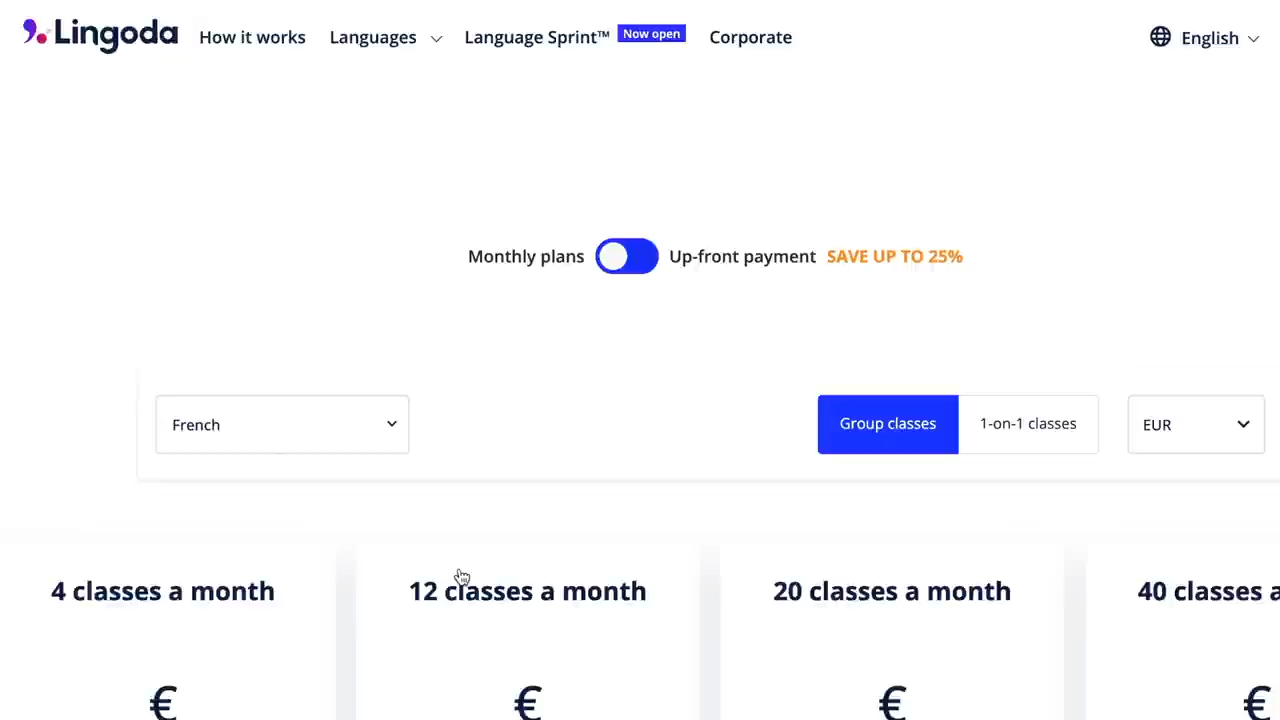 Lingoda How it works Languages Language Sprint™ Now open Corporate English
Monthly plans Up-front payment SAVE UP TO 25%
French Group classes 1-on-1 classes EUR
4 classes a month 12 classes a month 20 classes a month 40 classes a
€ € € €